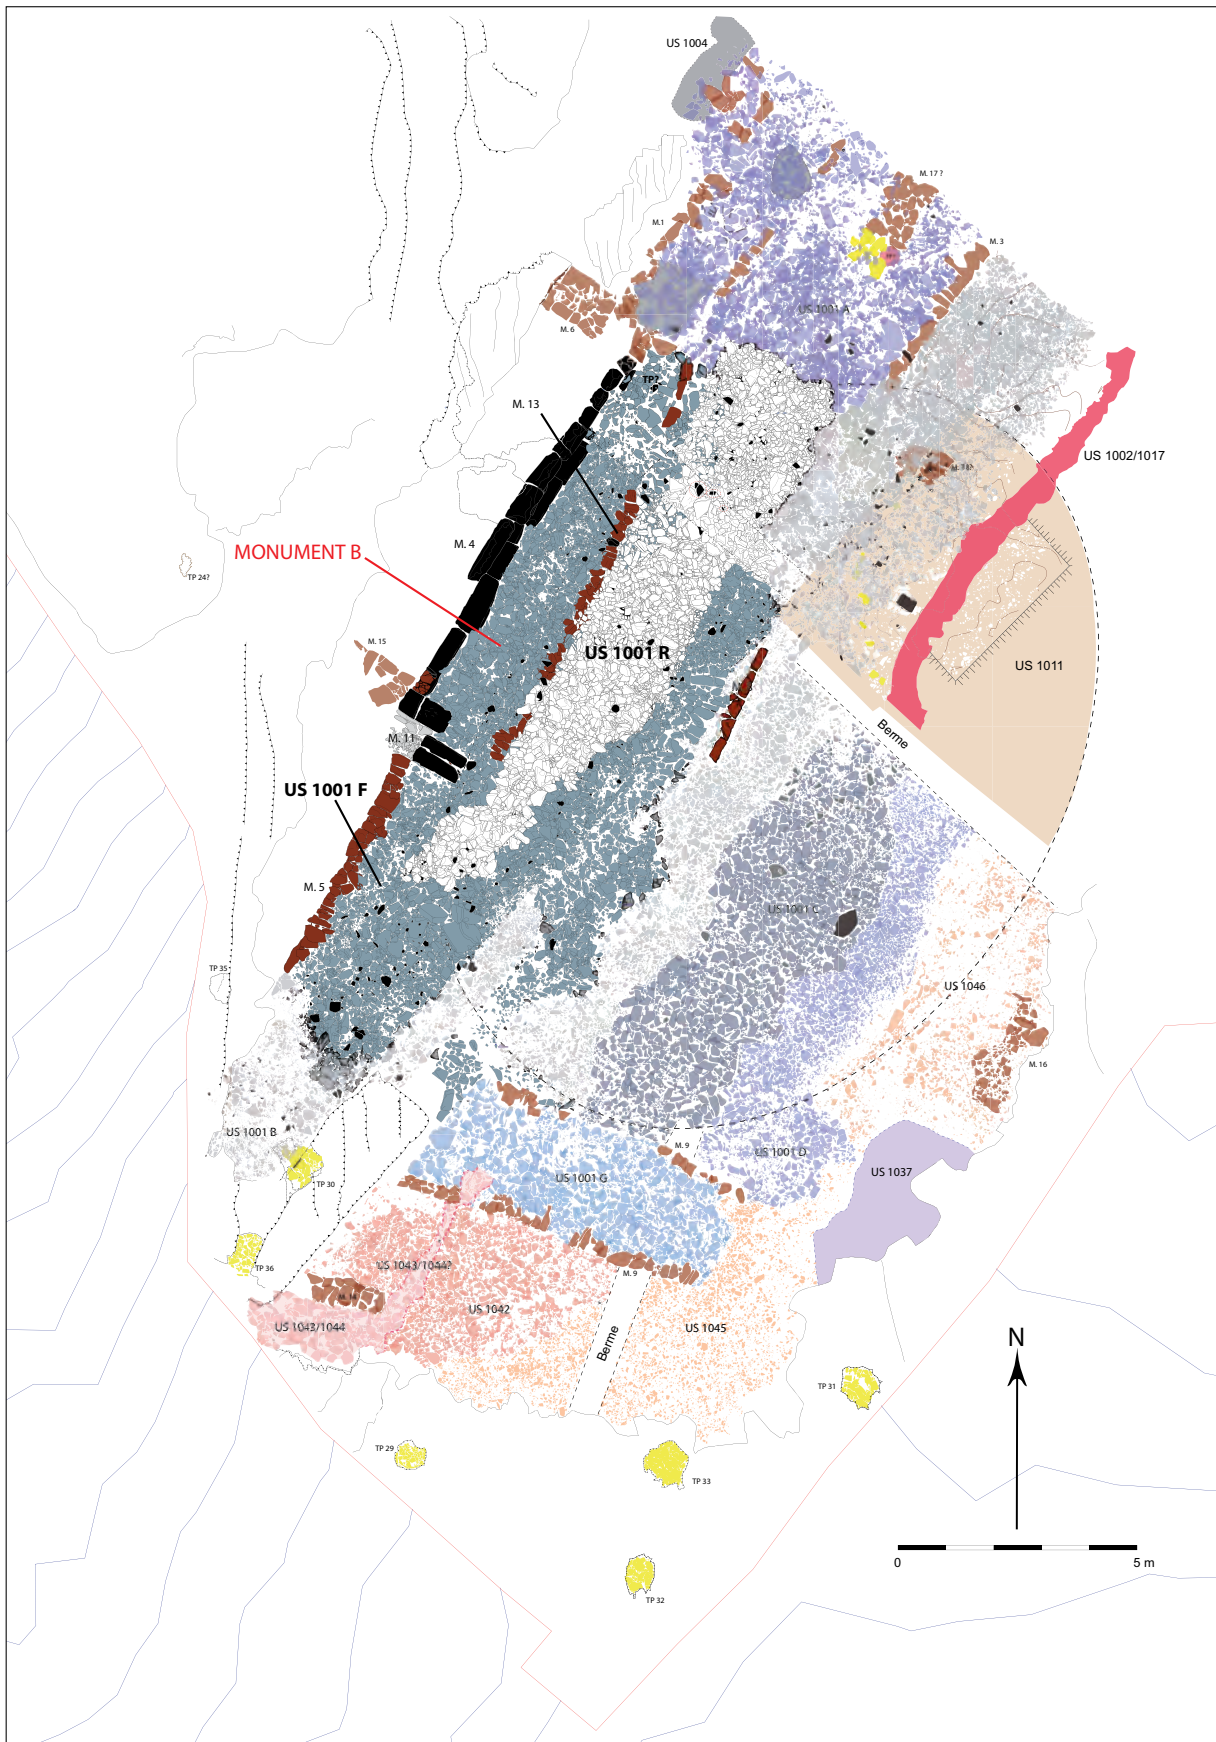 US 1004
M. 17 ?
M.1
M. 3
US 1001 A
M. 6
TP?
M. 13
US 1002/1017
M. 4
MONUMENT B
TP 24?
M. 15
US 1001 R
US 1011
M. 11
Berme
US 1001 F
M. 5
US 1001 C
TP 35
US 1046
M. 16
US 1001 B
M. 9
US 1001 D
US 1037
TP 30
US 1001 G
TP 36
US 1043/1044?
M. 9
M. 14
US 1042
US 1043/1044
US 1045
Berme
N
TP 31
TP 29
TP 33
0 5 m
TP 32